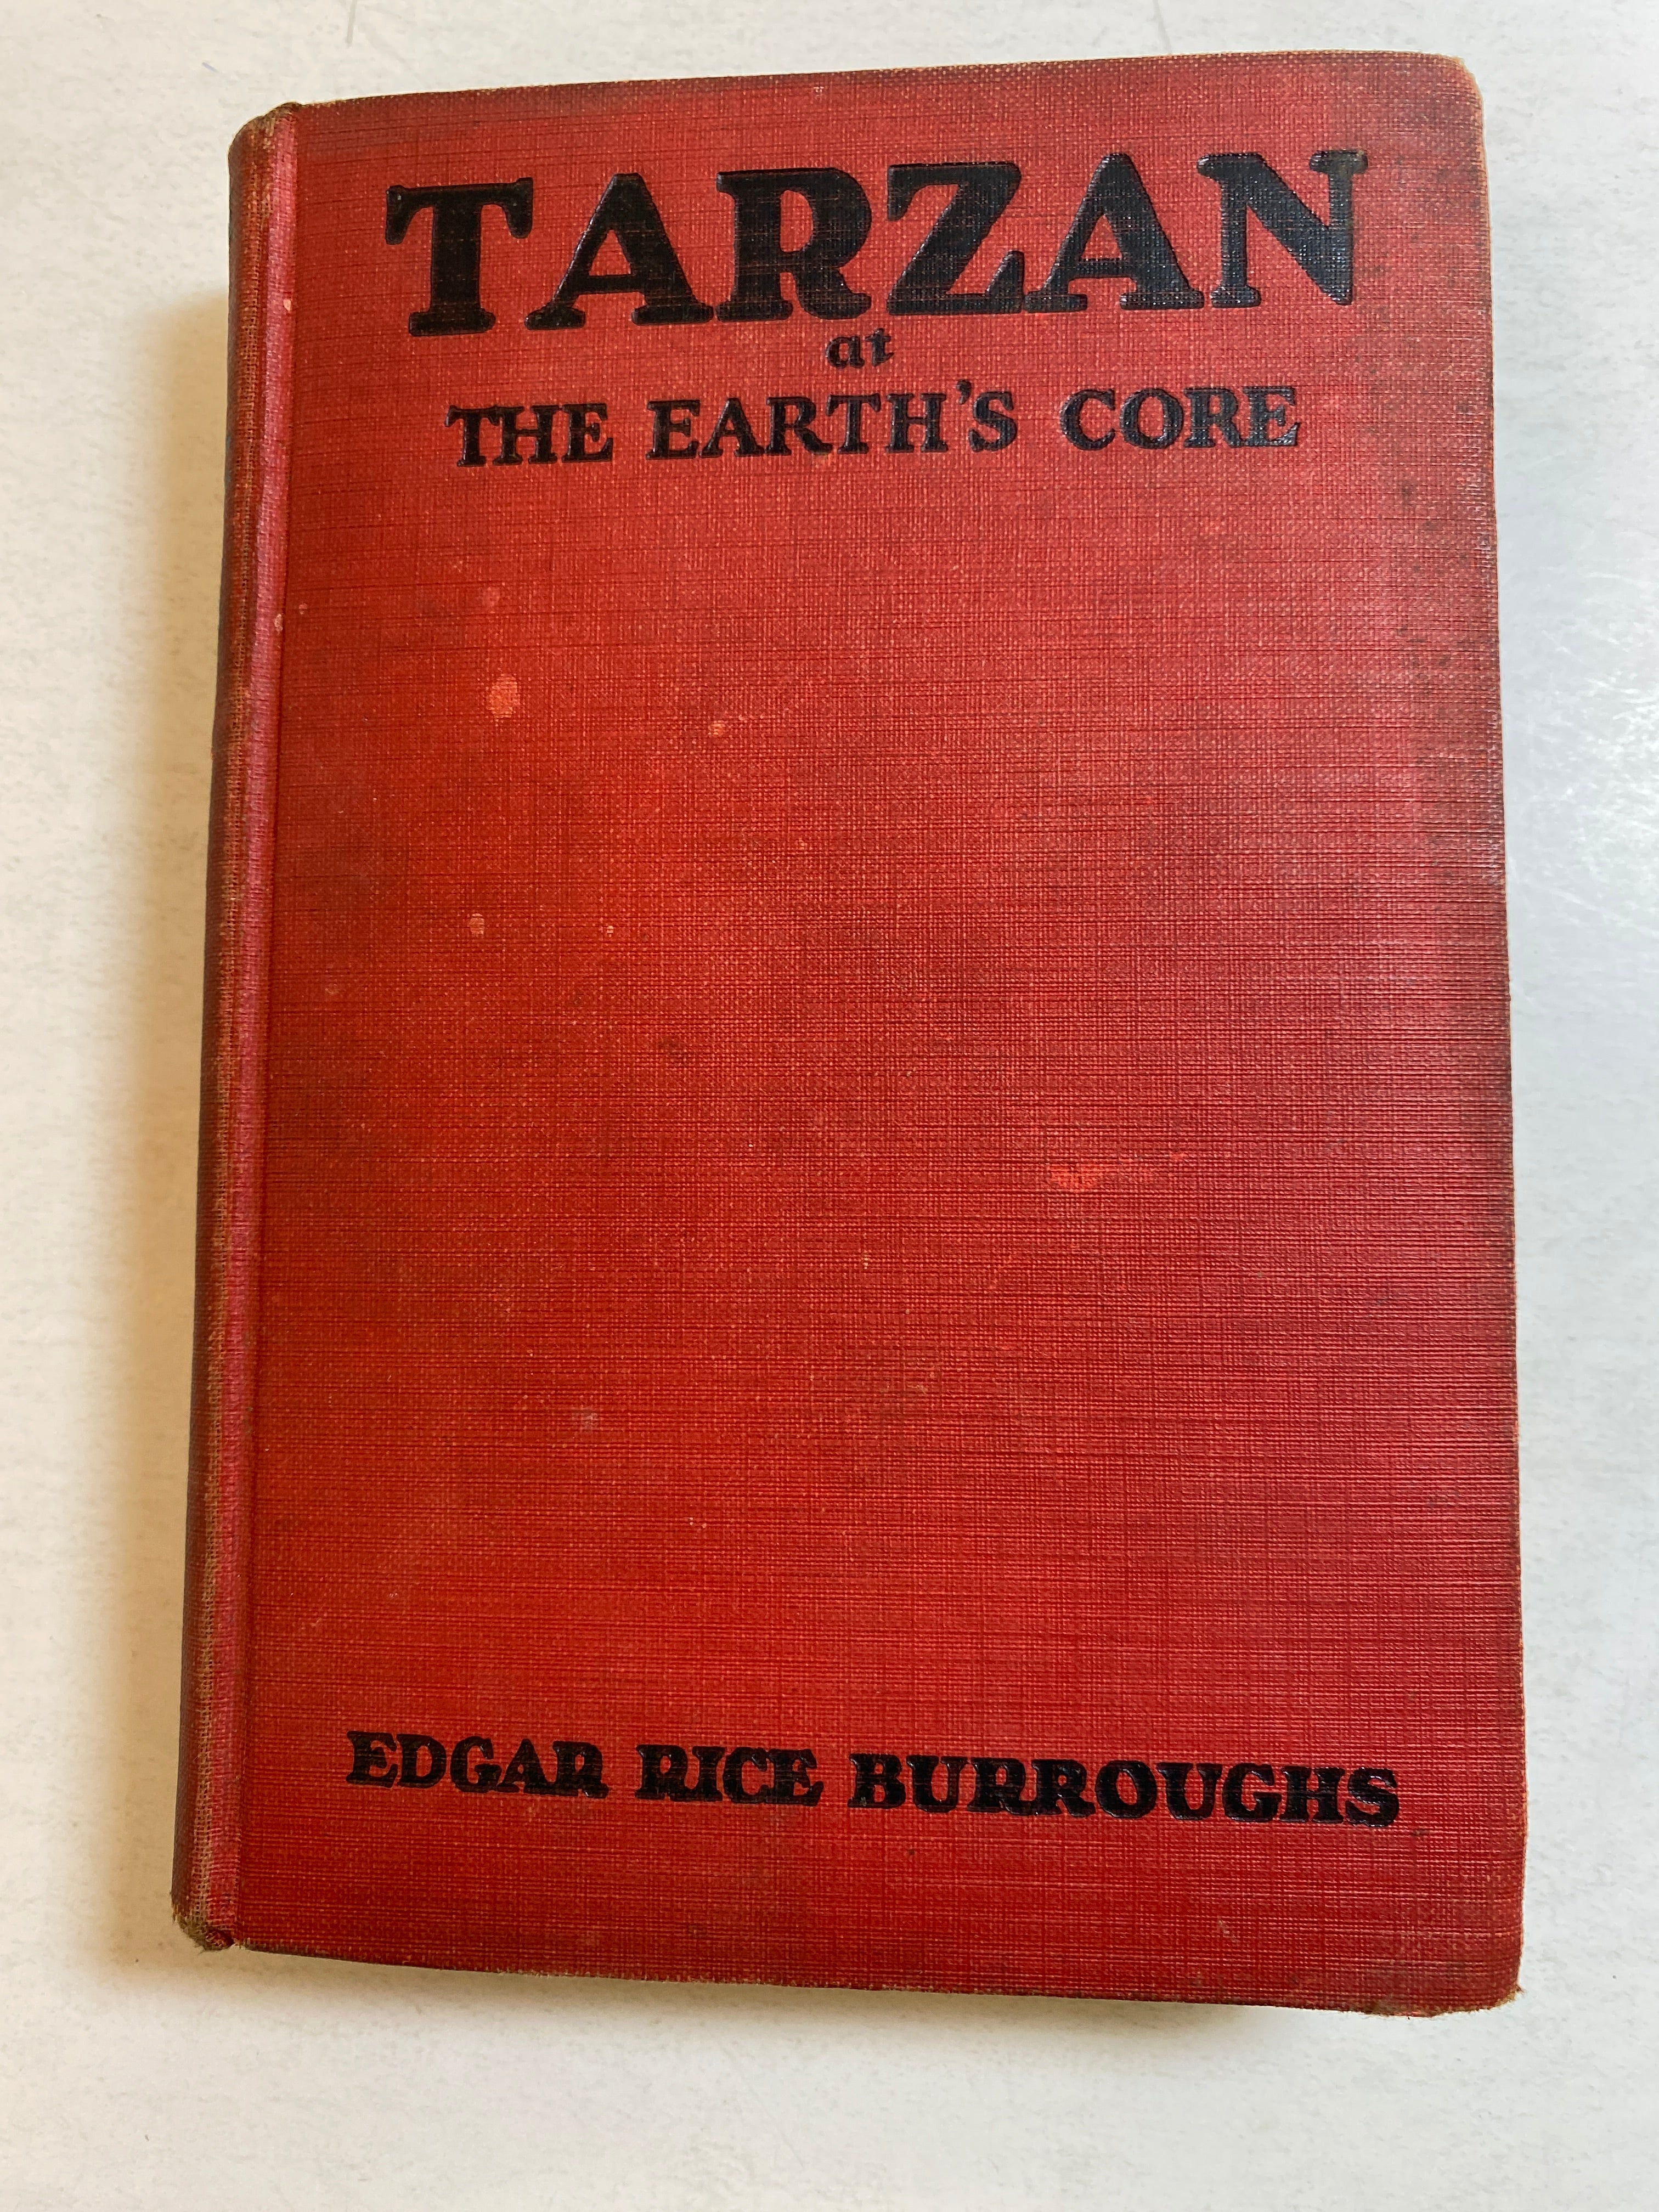 TARZAN
at
THE EARTH'S CORE
EDGAR RICE BURROUGHS